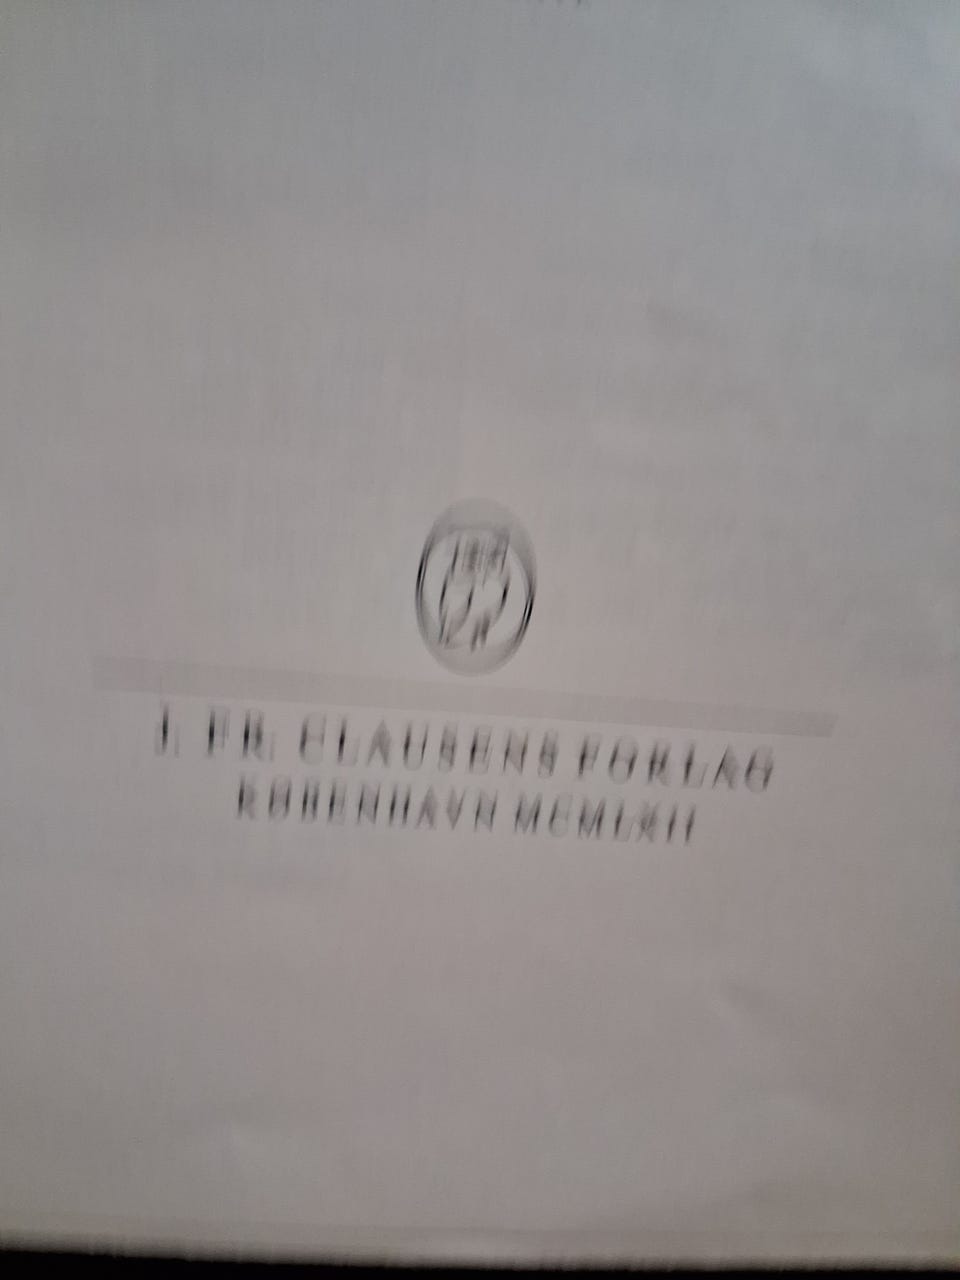 J. FR. CLAUSENS FORLAG
KØBENHAVN MCMLXII